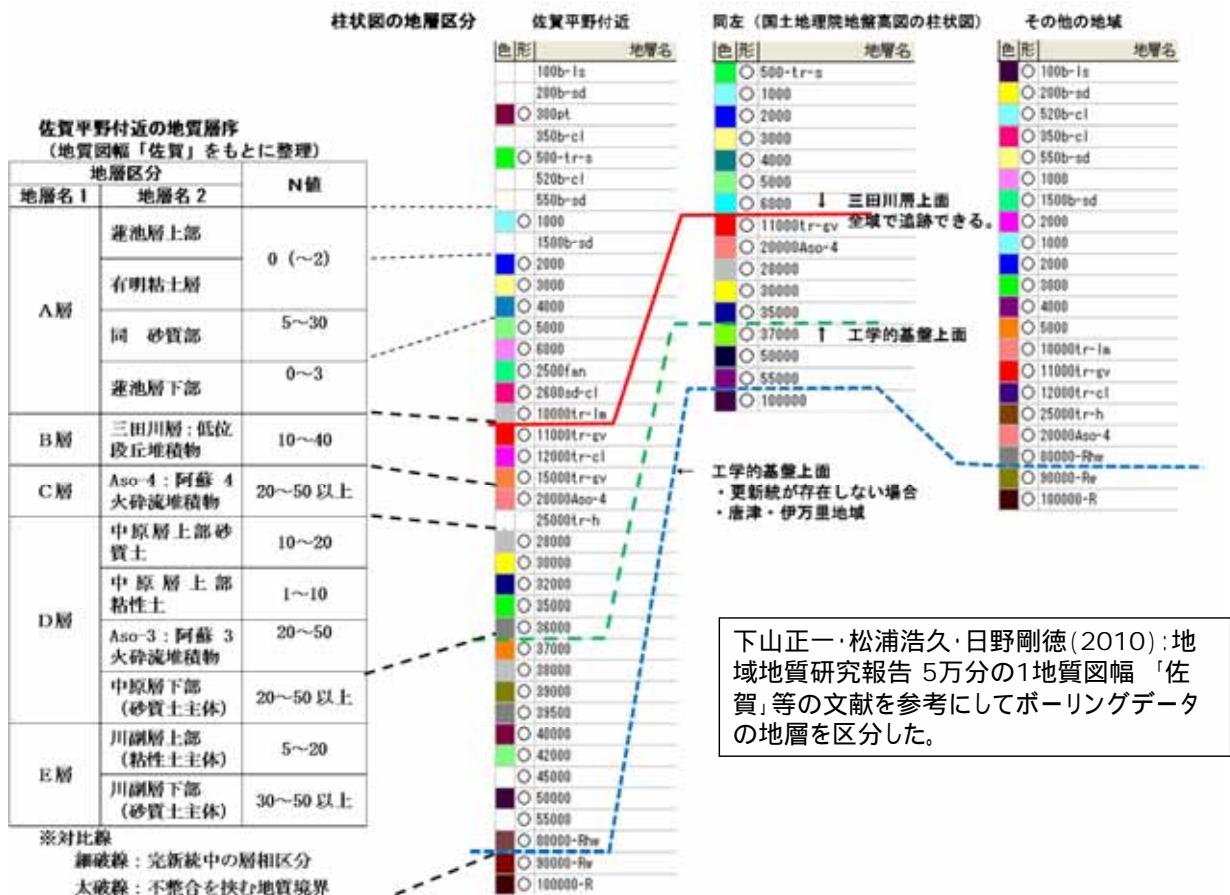 柱状図の地層区分
佐賀平野付近
同左(国土地理院地盤高図の柱状図)
その他の地域
佐賀平野付近の地質層序
(地質図幅「佐賀」をもとに整理)
地層区分
N値
地層名1
地層名2
A層
蓮池層上部
0 (~2)
有明粘土層
同 砂質部
5~30
蓮池層下部
0~3
B層
三田川層:低位
段丘堆積物
10~40
C層
Aso-4:阿蘇 4
火砕流堆積物
20~50 以上
D層
中原層上部砂
質土
10~20
中原層上部
粘性土
1~10
Aso-3:阿蘇 3
火砕流堆積物
20~50
中原層下部
(砂質土主体)
20~50 以上
E層
川副層上部
(粘性土主体)
5~20
川副層下部
(砂質土主体)
30~50 以上
※対比線
細破線:完新統中の層相区分
太破線:不整合を挟む地質境界
色 形 地層名
100b-ls
200b-sd
300pt
350b-cl
500-tr-s
520b-cl
550b-sd
1000
1500b-sd
2000
3000
4000
5000
6000
2500fan
2600sd-cl
10000tr-lm
11000tr-gv
12000tr-cl
15000tr-gv
20000Aso-4
25000tr-h
28000
30000
32000
35000
36000
37000
38000
39000
39500
40000
42000
45000
50000
55000
80000-Rhw
90000-Rw
100000-R
色 形 地層名
500-tr-s
1000
2000
3000
4000
5000
6000
11000tr-gv
20000Aso-4
28000
30000
35000
37000
50000
55000
100000
↓ 三田川層上面
全域で追跡できる。
↑ 工学的基盤上面
← 工学的基盤上面
・更新統が存在しない場合
・唐津・伊万里地域
色 形 地層名
100b-ls
200b-sd
520b-cl
350b-cl
550b-sd
1000
1500b-sd
2000
1000
2000
3000
4000
5000
10000tr-lm
11000tr-gv
12000tr-cl
25000tr-h
20000Aso-4
80000-Rhw
90000-Rw
100000-R
下山正一・松浦浩久・日野剛徳(2010):地
域地質研究報告 5万分の1地質図幅 「佐
賀」等の文献を参考にしてボーリングデータ
の地層を区分した。